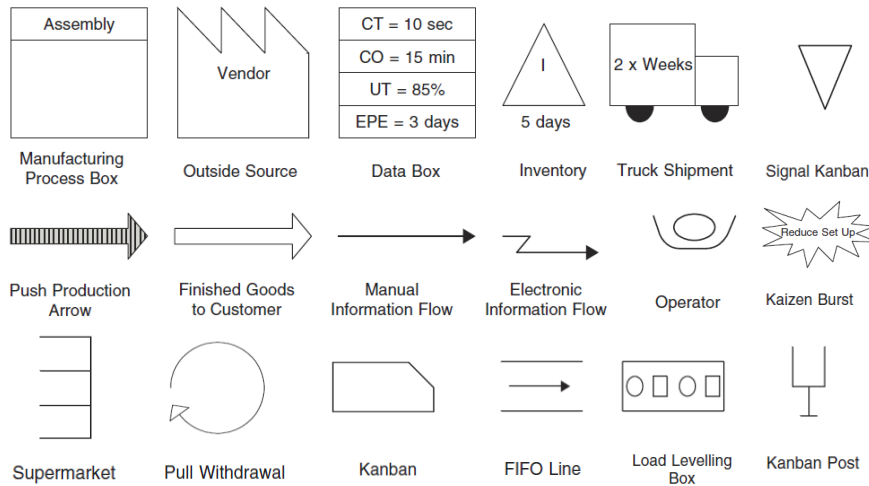 Assembly
Vendor
CT = 10 sec
CO = 15 min
UT = 85%
EPE = 3 days
I
5 days
2 x Weeks
Manufacturing
Process Box
Outside Source
Data Box
Inventory
Truck Shipment
Signal Kanban
Reduce Set Up
Push Production
Arrow
Finished Goods
to Customer
Manual
Information Flow
Electronic
Information Flow
Operator
Kaizen Burst
Supermarket
Pull Withdrawal
Kanban
FIFO Line
Load Levelling
Box
Kanban Post